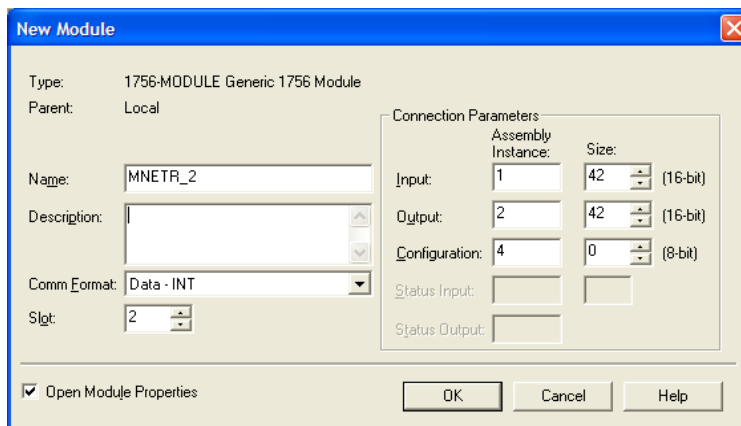 New Module
Type: 1756-MODULE Generic 1756 Module
Parent: Local
Connection Parameters
Assembly Instance: Size:
Name: MNETR_2
Input: 1 42 (16-bit)
Description:
Output: 2 42 (16-bit)
Configuration: 4 0 (8-bit)
Comm Format: Data - INT
Status Input:
Slot: 2
Status Output:
Open Module Properties
OK Cancel Help